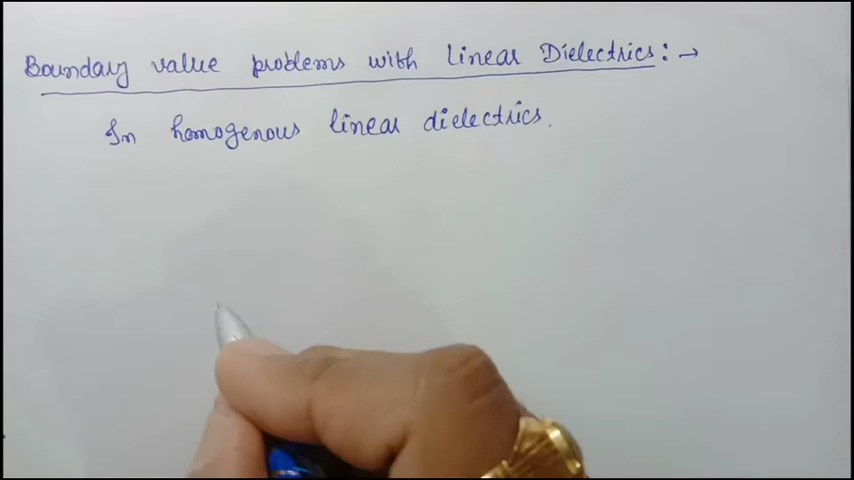 Boundary value problems with linear Dielectrics: →
In homogenous linear dielectrics.